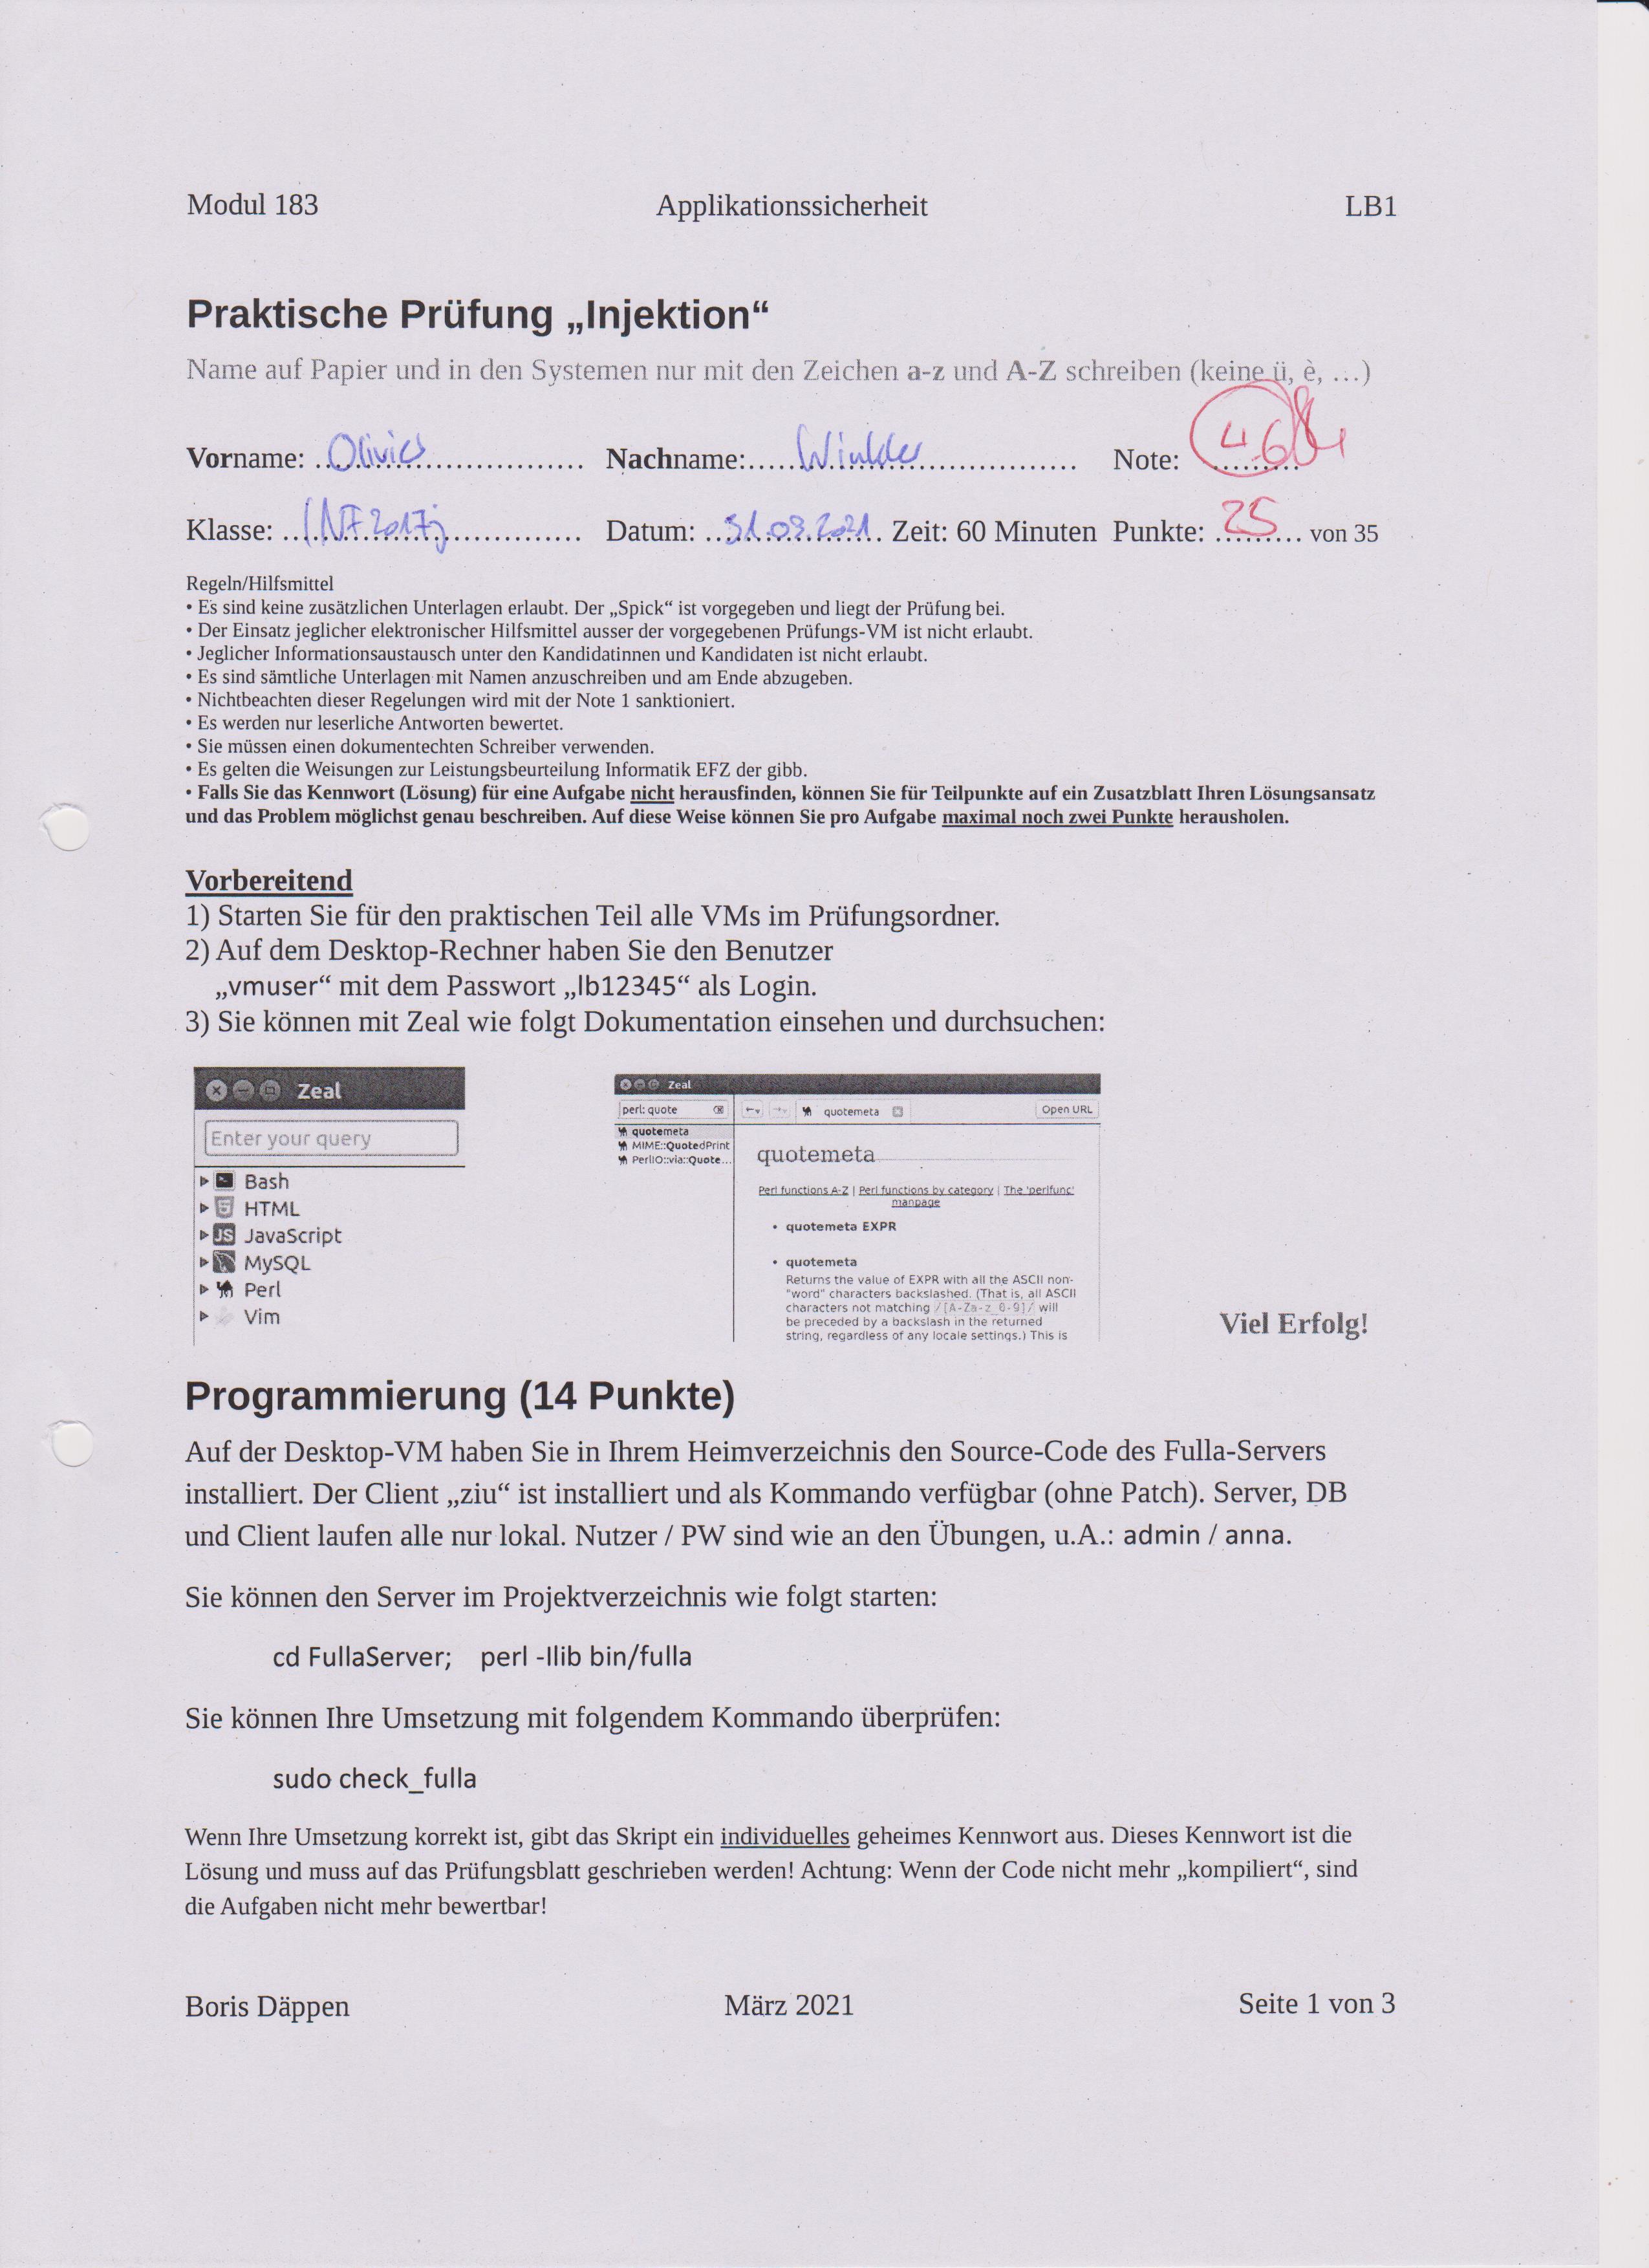 Modul 183 Applikationssicherheit LB1
Praktische Prüfung „Injektion“
Name auf Papier und in den Systemen nur mit den Zeichen a-z und A-Z schreiben (keine ü, è, …)
Vorname: Olivier Nachname: Winkler Note: 4.6
Klasse: INF2017j Datum: 31.03.2021 Zeit: 60 Minuten Punkte: 25 von 35
Regeln/Hilfsmittel
• Es sind keine zusätzlichen Unterlagen erlaubt. Der „Spick“ ist vorgegeben und liegt der Prüfung bei.
• Der Einsatz jeglicher elektronischer Hilfsmittel ausser der vorgegebenen Prüfungs-VM ist nicht erlaubt.
• Jeglicher Informationsaustausch unter den Kandidatinnen und Kandidaten ist nicht erlaubt.
• Es sind sämtliche Unterlagen mit Namen anzuschreiben und am Ende abzugeben.
• Nichtbeachten dieser Regelungen wird mit der Note 1 sanktioniert.
• Es werden nur leserliche Antworten bewertet.
• Sie müssen einen dokumentechten Schreiber verwenden.
• Es gelten die Weisungen zur Leistungsbeurteilung Informatik EFZ der gibb.
• Falls Sie das Kennwort (Lösung) für eine Aufgabe nicht herausfinden, können Sie für Teilpunkte auf ein Zusatzblatt Ihren Lösungsansatz
und das Problem möglichst genau beschreiben. Auf diese Weise können Sie pro Aufgabe maximal noch zwei Punkte herausholen.
Vorbereitend
1) Starten Sie für den praktischen Teil alle VMs im Prüfungsordner.
2) Auf dem Desktop-Rechner haben Sie den Benutzer
„vmuser“ mit dem Passwort „lb12345“ als Login.
3) Sie können mit Zeal wie folgt Dokumentation einsehen und durchsuchen:
Zeal
Enter your query
Bash
HTML
JavaScript
MySQL
Perl
Vim
Zeal
perl: quote
quotemeta
Open URL
quotemeta
MIME::QuotedPrint
PerlIO::via::Quote...
quotemeta
Perl functions A-Z | Perl functions by category | The 'perlfunc'
manpage
• quotemeta EXPR
• quotemeta
Returns the value of EXPR with all the ASCII non-
"word" characters backslashed. (That is, all ASCII
characters not matching /[A-Za-z_0-9]/ will
be preceded by a backslash in the returned
string, regardless of any locale settings.) This is
Viel Erfolg!
Programmierung (14 Punkte)
Auf der Desktop-VM haben Sie in Ihrem Heimverzeichnis den Source-Code des Fulla-Servers
installiert. Der Client „ziu“ ist installiert und als Kommando verfügbar (ohne Patch). Server, DB
und Client laufen alle nur lokal. Nutzer / PW sind wie an den Übungen, u.A.: admin / anna.
Sie können den Server im Projektverzeichnis wie folgt starten:
cd FullaServer; perl -Ilib bin/fulla
Sie können Ihre Umsetzung mit folgendem Kommando überprüfen:
sudo check_fulla
Wenn Ihre Umsetzung korrekt ist, gibt das Skript ein individuelles geheimes Kennwort aus. Dieses Kennwort ist die
Lösung und muss auf das Prüfungsblatt geschrieben werden! Achtung: Wenn der Code nicht mehr „kompiliert“, sind
die Aufgaben nicht mehr bewertbar!
Boris Däppen März 2021 Seite 1 von 3